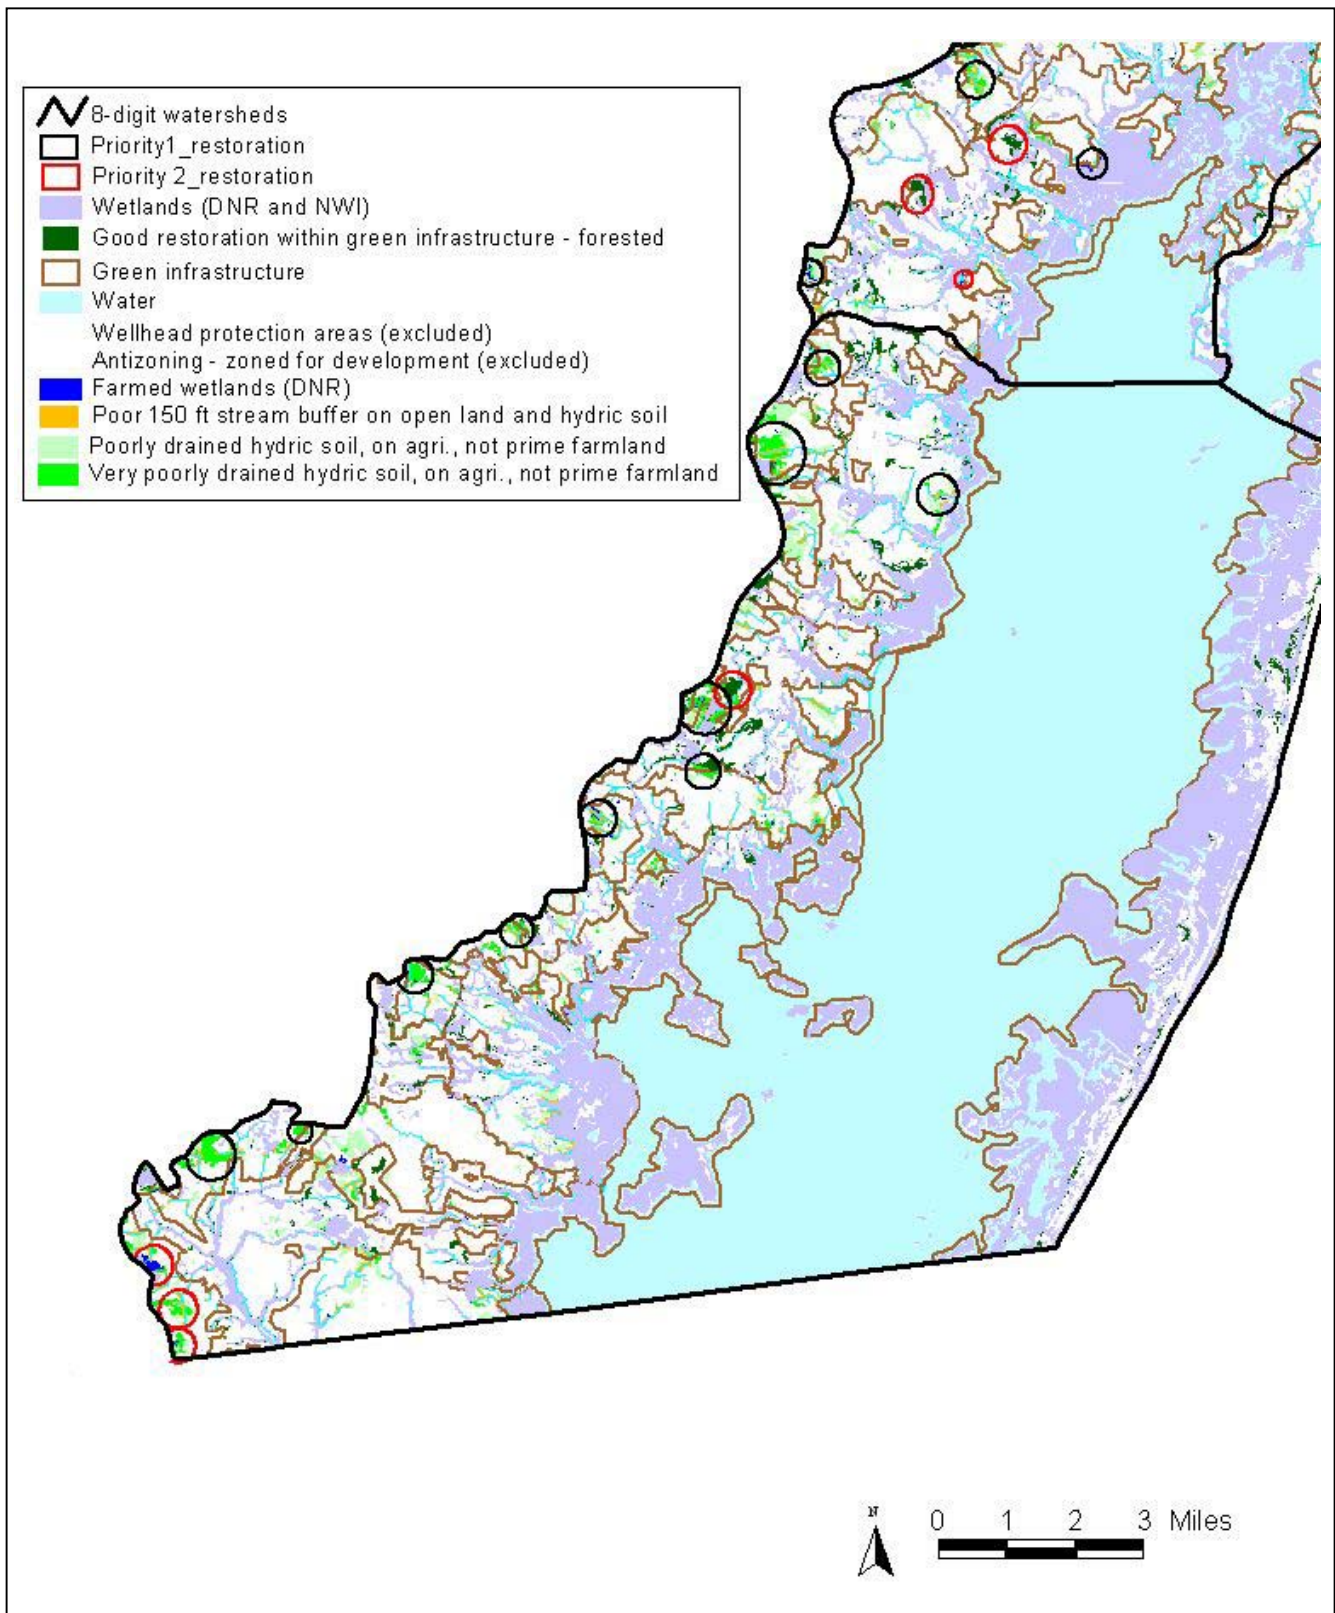 8-digit watersheds
Priority1_restoration
Priority 2_restoration
Wetlands (DNR and NWI)
Good restoration within green infrastructure - forested
Green infrastructure
Water
Wellhead protection areas (excluded)
Antizoning - zoned for development (excluded)
Farmed wetlands (DNR)
Poor 150 ft stream buffer on open land and hydric soil
Poorly drained hydric soil, on agri., not prime farmland
Very poorly drained hydric soil, on agri., not prime farmland
N
0 1 2 3 Miles